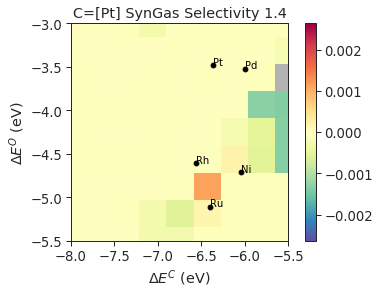 C=[Pt] SynGas Selectivity 1.4
ΔE^O (eV)
−3.0
−3.5
−4.0
−4.5
−5.0
−5.5
Pt
Pd
Rh
Ni
Ru
0.002
0.001
0.000
−0.001
−0.002
−8.0 −7.5 −7.0 −6.5 −6.0 −5.5
ΔE^C (eV)